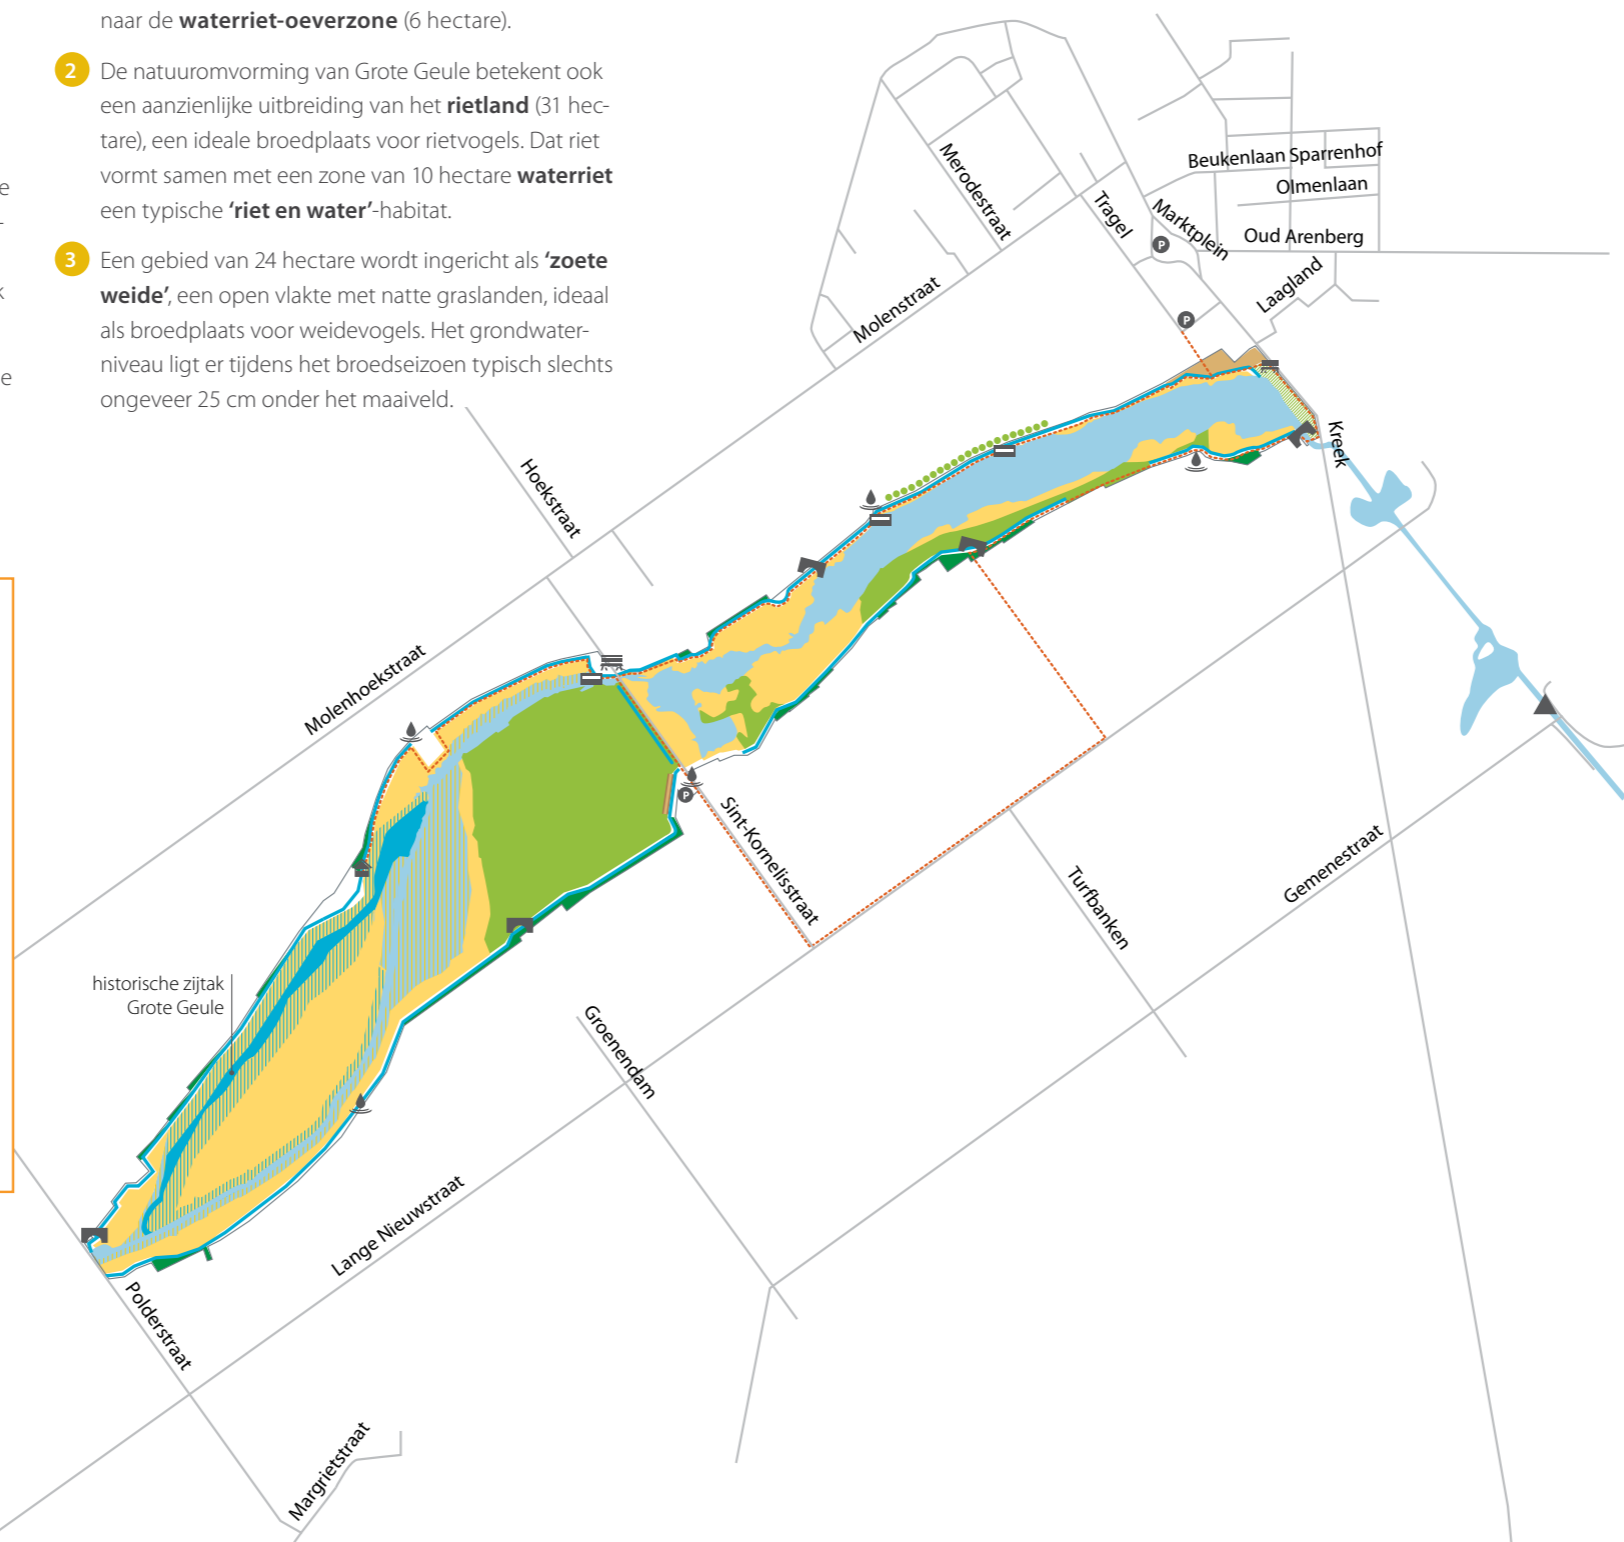 naar de waterriet-oeverzone (6 hectare).
2 De natuuromvorming van Grote Geule betekent ook
een aanzienlijke uitbreiding van het rietland (31 hec-
tare), een ideale broedplaats voor rietvogels. Dat riet
vormt samen met een zone van 10 hectare waterriet
een typische ‘riet en water’-habitat.
3 Een gebied van 24 hectare wordt ingericht als ‘zoete
weide’, een open vlakte met natte graslanden, ideaal
als broedplaats voor weidevogels. Het grondwater-
niveau ligt er tijdens het broedseizoen typisch slechts
ongeveer 25 cm onder het maaiveld.
e
-
k
e
Merodestraat
Tragel
Marktplein
P
Beukenlaan
Sparrenhof
Olmenlaan
Oud Arenberg
Laagland
Molenstraat
P
Kreek
Hoekstraat
Molenhoekstraat
P
Sint-Kornelisstraat
Turfbanken
Gemenestraat
historische zijtak
Grote Geule
Groenendam
Lange Nieuwstraat
Polderstraat
Margrietstraat